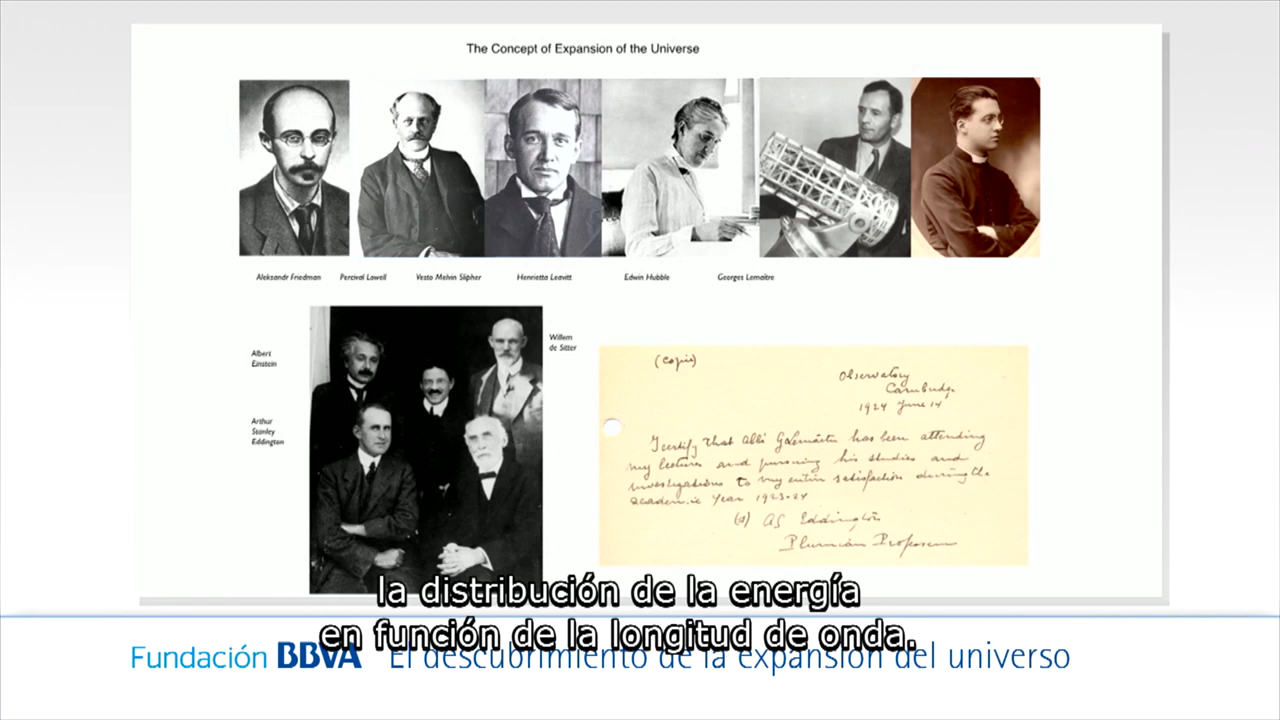 The Concept of Expansion of the Universe
Aleksandr Friedman Percival Lowell Vesto Melvin Slipher Henrietta Leavitt Edwin Hubble Georges Lemaitre
Albert
Einstein
Willem
de Sitter
Arthur
Stanley
Eddington
(copie)
Observatory
Cambridge
1924 June 14
I certify that Abbé G Lemaître has been attending
my lectures and pursuing his studies and
investigations to my entire satisfaction during the
academic Year 1923-24
(s) AS Eddington
Plumian Professor
la distribución de la energía
en función de la longitud de onda.
Fundación BBVA El descubrimiento de la expansión del universo